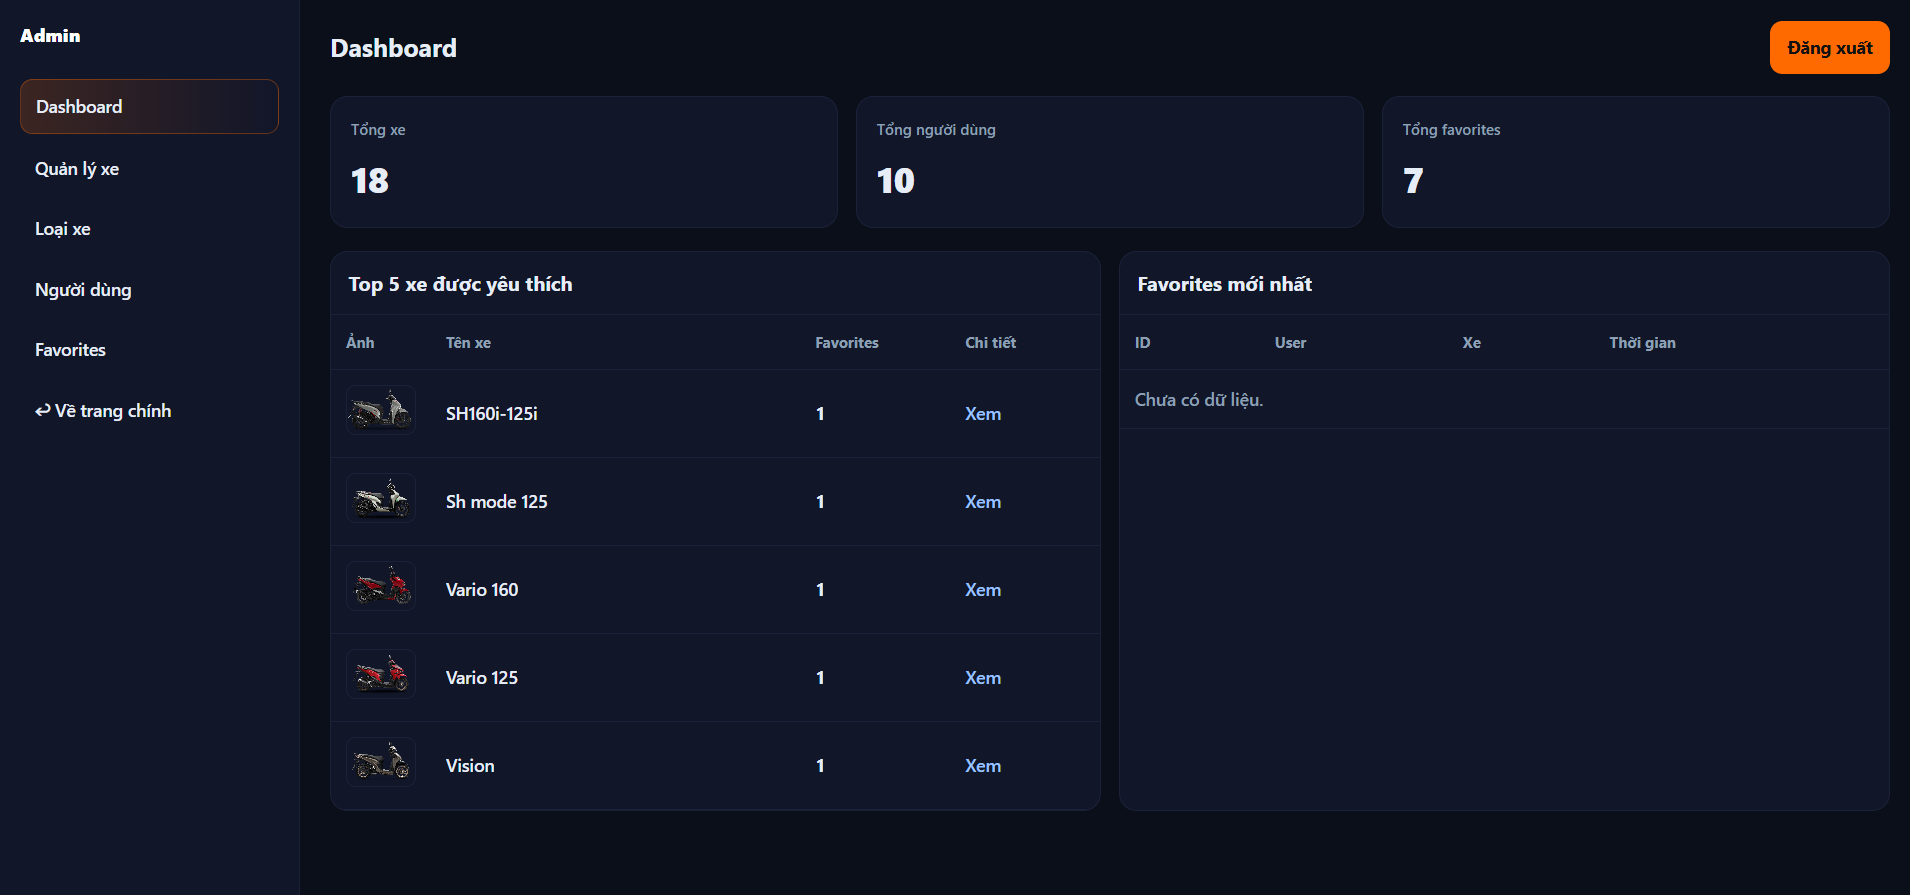 Admin
Dashboard
Quản lý xe
Loại xe
Người dùng
Favorites
↩ Về trang chính
Dashboard
Đăng xuất
Tổng xe
18
Tổng người dùng
10
Tổng favorites
7
Top 5 xe được yêu thích
Ảnh Tên xe Favorites Chi tiết
SH160i-125i 1 Xem
Sh mode 125 1 Xem
Vario 160 1 Xem
Vario 125 1 Xem
Vision 1 Xem
Favorites mới nhất
ID User Xe Thời gian
Chưa có dữ liệu.